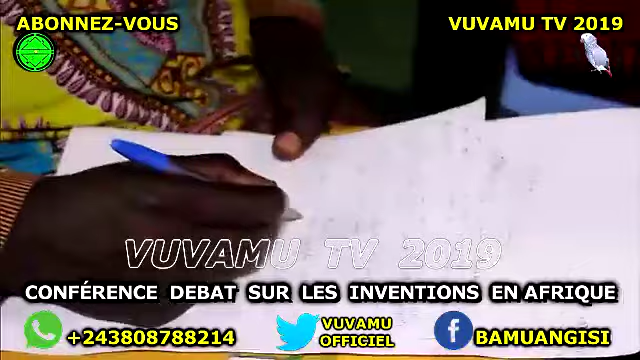 ABONNEZ-VOUS
VUVAMU TV 2019
VUVAMU TV 2019
CONFÉRENCE DEBAT SUR LES INVENTIONS EN AFRIQUE
+243808788214
VUVAMU
OFFICIEL
BAMUANGISI